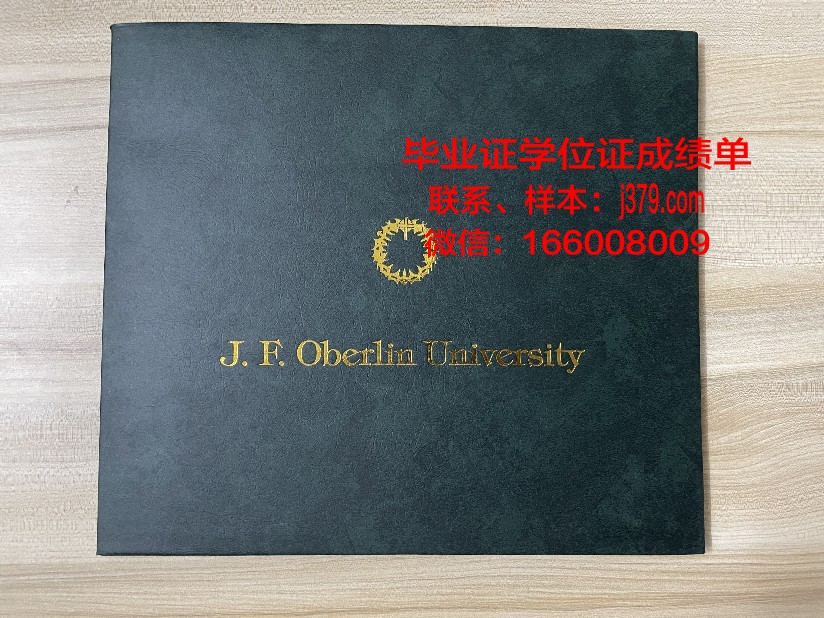 毕业证学位证成绩单
联系、样本：j379.com
微信：166008009
J. F. Oberlin University